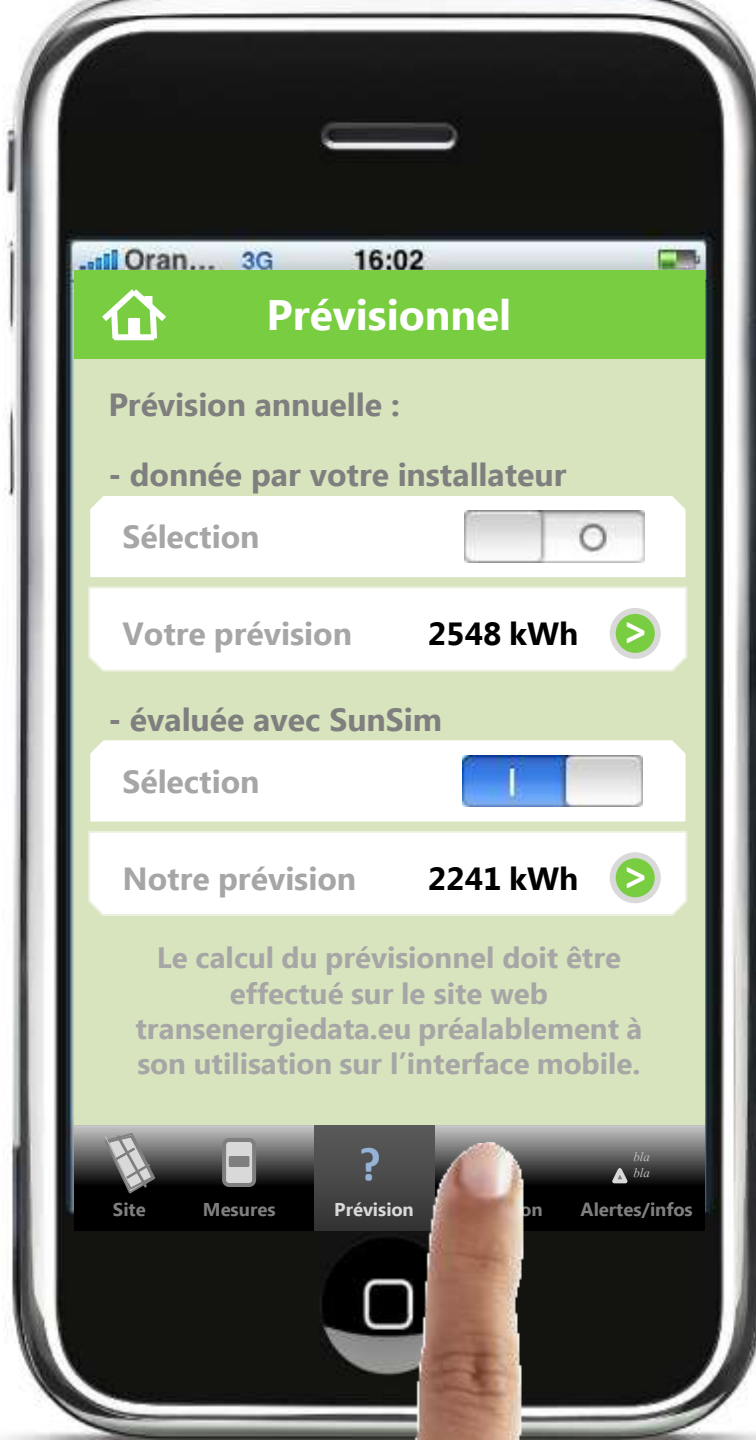 Oran... 3G 16:02
Prévisionnel
Prévision annuelle :
- donnée par votre installateur
Sélection
Votre prévision 2548 kWh >
- évaluée avec SunSim
Sélection
Notre prévision 2241 kWh >
Le calcul du prévisionnel doit être
effectué sur le site web
transenergiedata.eu préalablement à
son utilisation sur l’interface mobile.
?
bla
bla
Site Mesures Prévision Alertes/infos